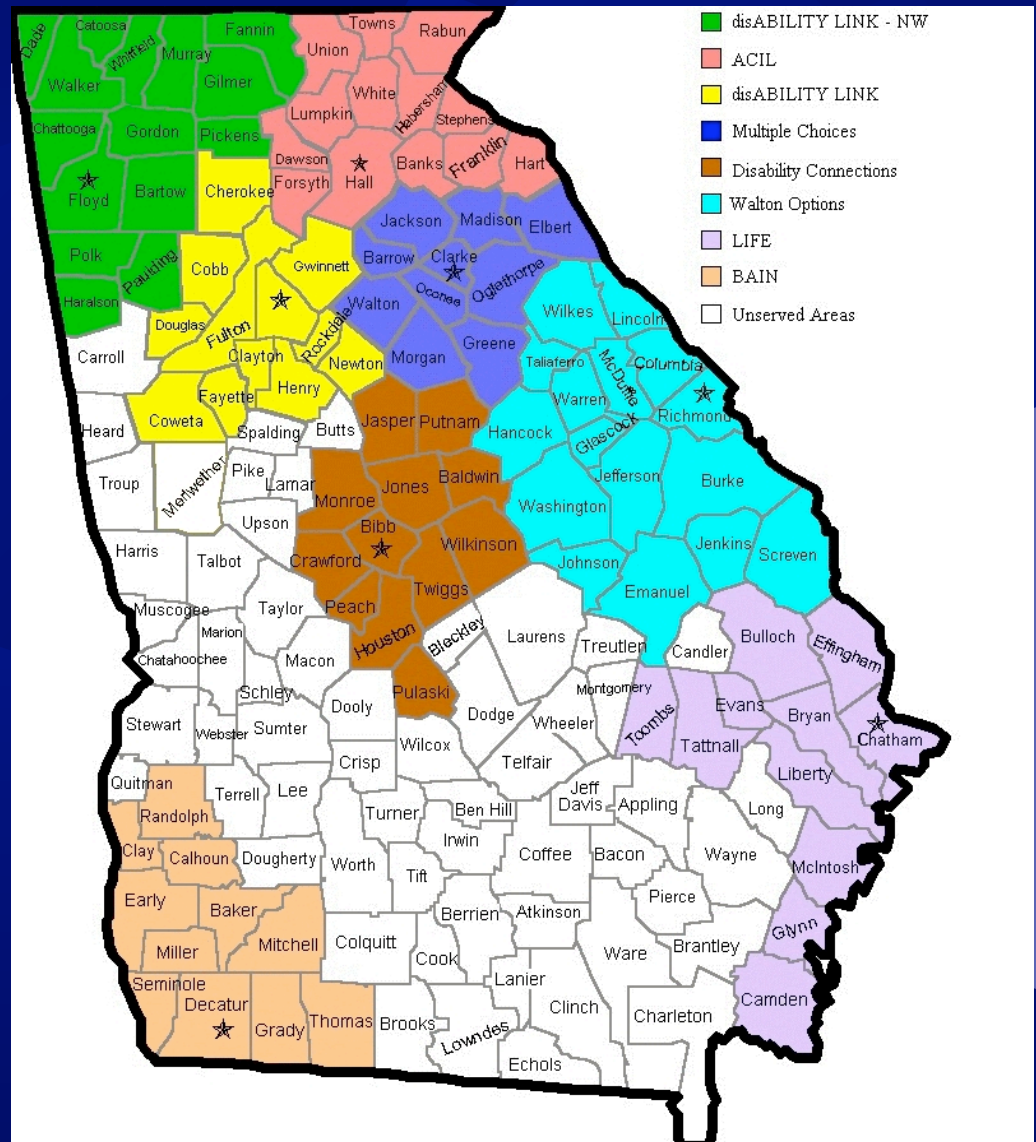 disABILITY LINK - NW
ACIL
disABILITY LINK
Multiple Choices
Disability Connections
Walton Options
LIFE
BAIN
Unserved Areas
Dade
Catoosa
Whitfield
Murray
Fannin
Union
Towns
Rabun
Walker
Gilmer
White
Habersham
Stephens
Lumpkin
Chattooga
Gordon
Pickens
Dawson
Banks
Franklin
Hart
Floyd
Bartow
Cherokee
Forsyth
Hall
Jackson
Madison
Elbert
Polk
Paulding
Cobb
Gwinnett
Barrow
Clarke
Oconee
Oglethorpe
Haralson
Douglas
Fulton
Rockdale
Walton
Wilkes
Lincoln
Carroll
Clayton
Newton
Morgan
Greene
Taliaferro
McDuffie
Columbia
Fayette
Henry
Warren
Richmond
Coweta
Heard
Spalding
Butts
Jasper
Putnam
Hancock
Glascock
Troup
Meriwether
Pike
Lamar
Monroe
Jones
Baldwin
Jefferson
Burke
Upson
Bibb
Washington
Harris
Talbot
Crawford
Wilkinson
Jenkins
Screven
Johnson
Muscogee
Taylor
Peach
Twiggs
Emanuel
Marion
Houston
Bleckley
Laurens
Treutlen
Candler
Bulloch
Effingham
Chatahoochee
Macon
Schley
Pulaski
Montgomery
Stewart
Webster
Sumter
Dooly
Dodge
Wheeler
Toombs
Evans
Bryan
Chatham
Tattnall
Wilcox
Quitman
Terrell
Lee
Crisp
Telfair
Liberty
Randolph
Turner
Ben Hill
Jeff
Davis
Appling
Long
Clay
Calhoun
Dougherty
Worth
Irwin
Coffee
Bacon
Wayne
McIntosh
Tift
Early
Baker
Berrien
Atkinson
Pierce
Glynn
Miller
Mitchell
Colquitt
Cook
Ware
Brantley
Seminole
Lanier
Clinch
Camden
Decatur
Grady
Thomas
Brooks
Lowndes
Charleton
Echols